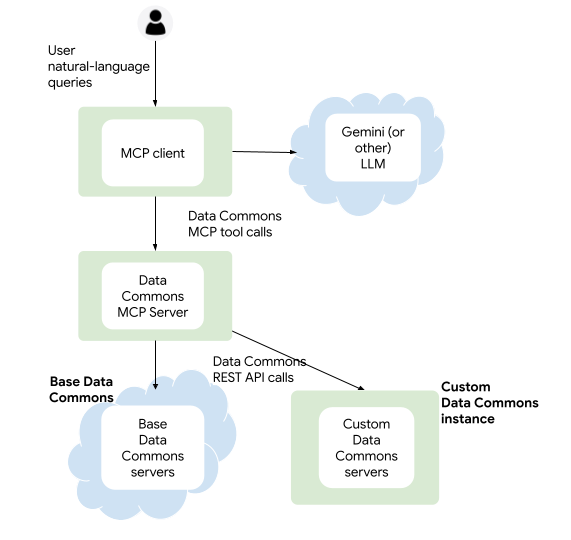 User
natural-language
queries
MCP client
Gemini (or
other)
LLM
Data Commons
MCP tool calls
Data
Commons
MCP Server
Data Commons
REST API calls
Base Data
Commons
Custom
Data Commons
instance
Base
Data
Commons
servers
Custom
Data
Commons
servers